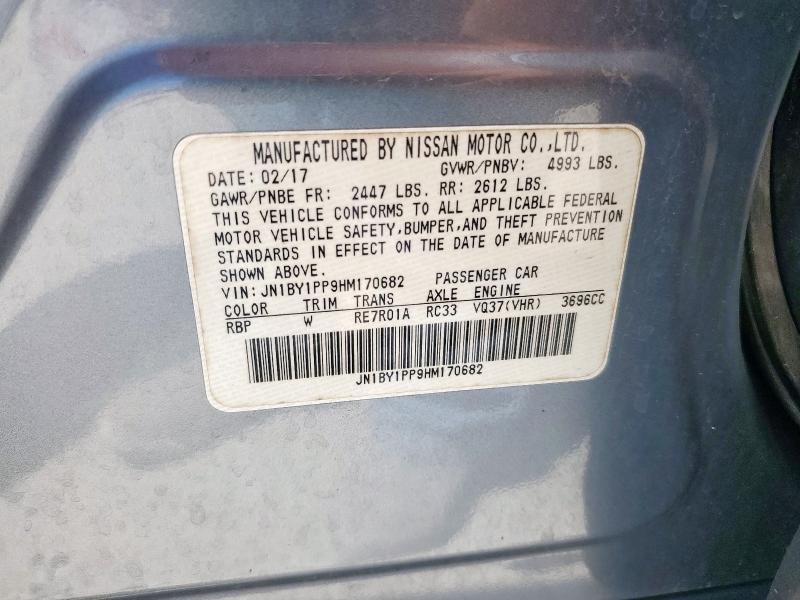 MANUFACTURED BY NISSAN MOTOR CO.,LTD.
DATE: 02/17 GVWR/PNBV: 4993 LBS.
GAWR/PNBE FR: 2447 LBS. RR: 2612 LBS.
THIS VEHICLE CONFORMS TO ALL APPLICABLE FEDERAL
MOTOR VEHICLE SAFETY,BUMPER,AND THEFT PREVENTION
STANDARDS IN EFFECT ON THE DATE OF MANUFACTURE
SHOWN ABOVE.
VIN: JN1BY1PP9HM170682 PASSENGER CAR
COLOR TRIM TRANS AXLE ENGINE
RBP W RE7R01A RC33 VQ37(VHR) 3696CC
JN1BY1PP9HM170682